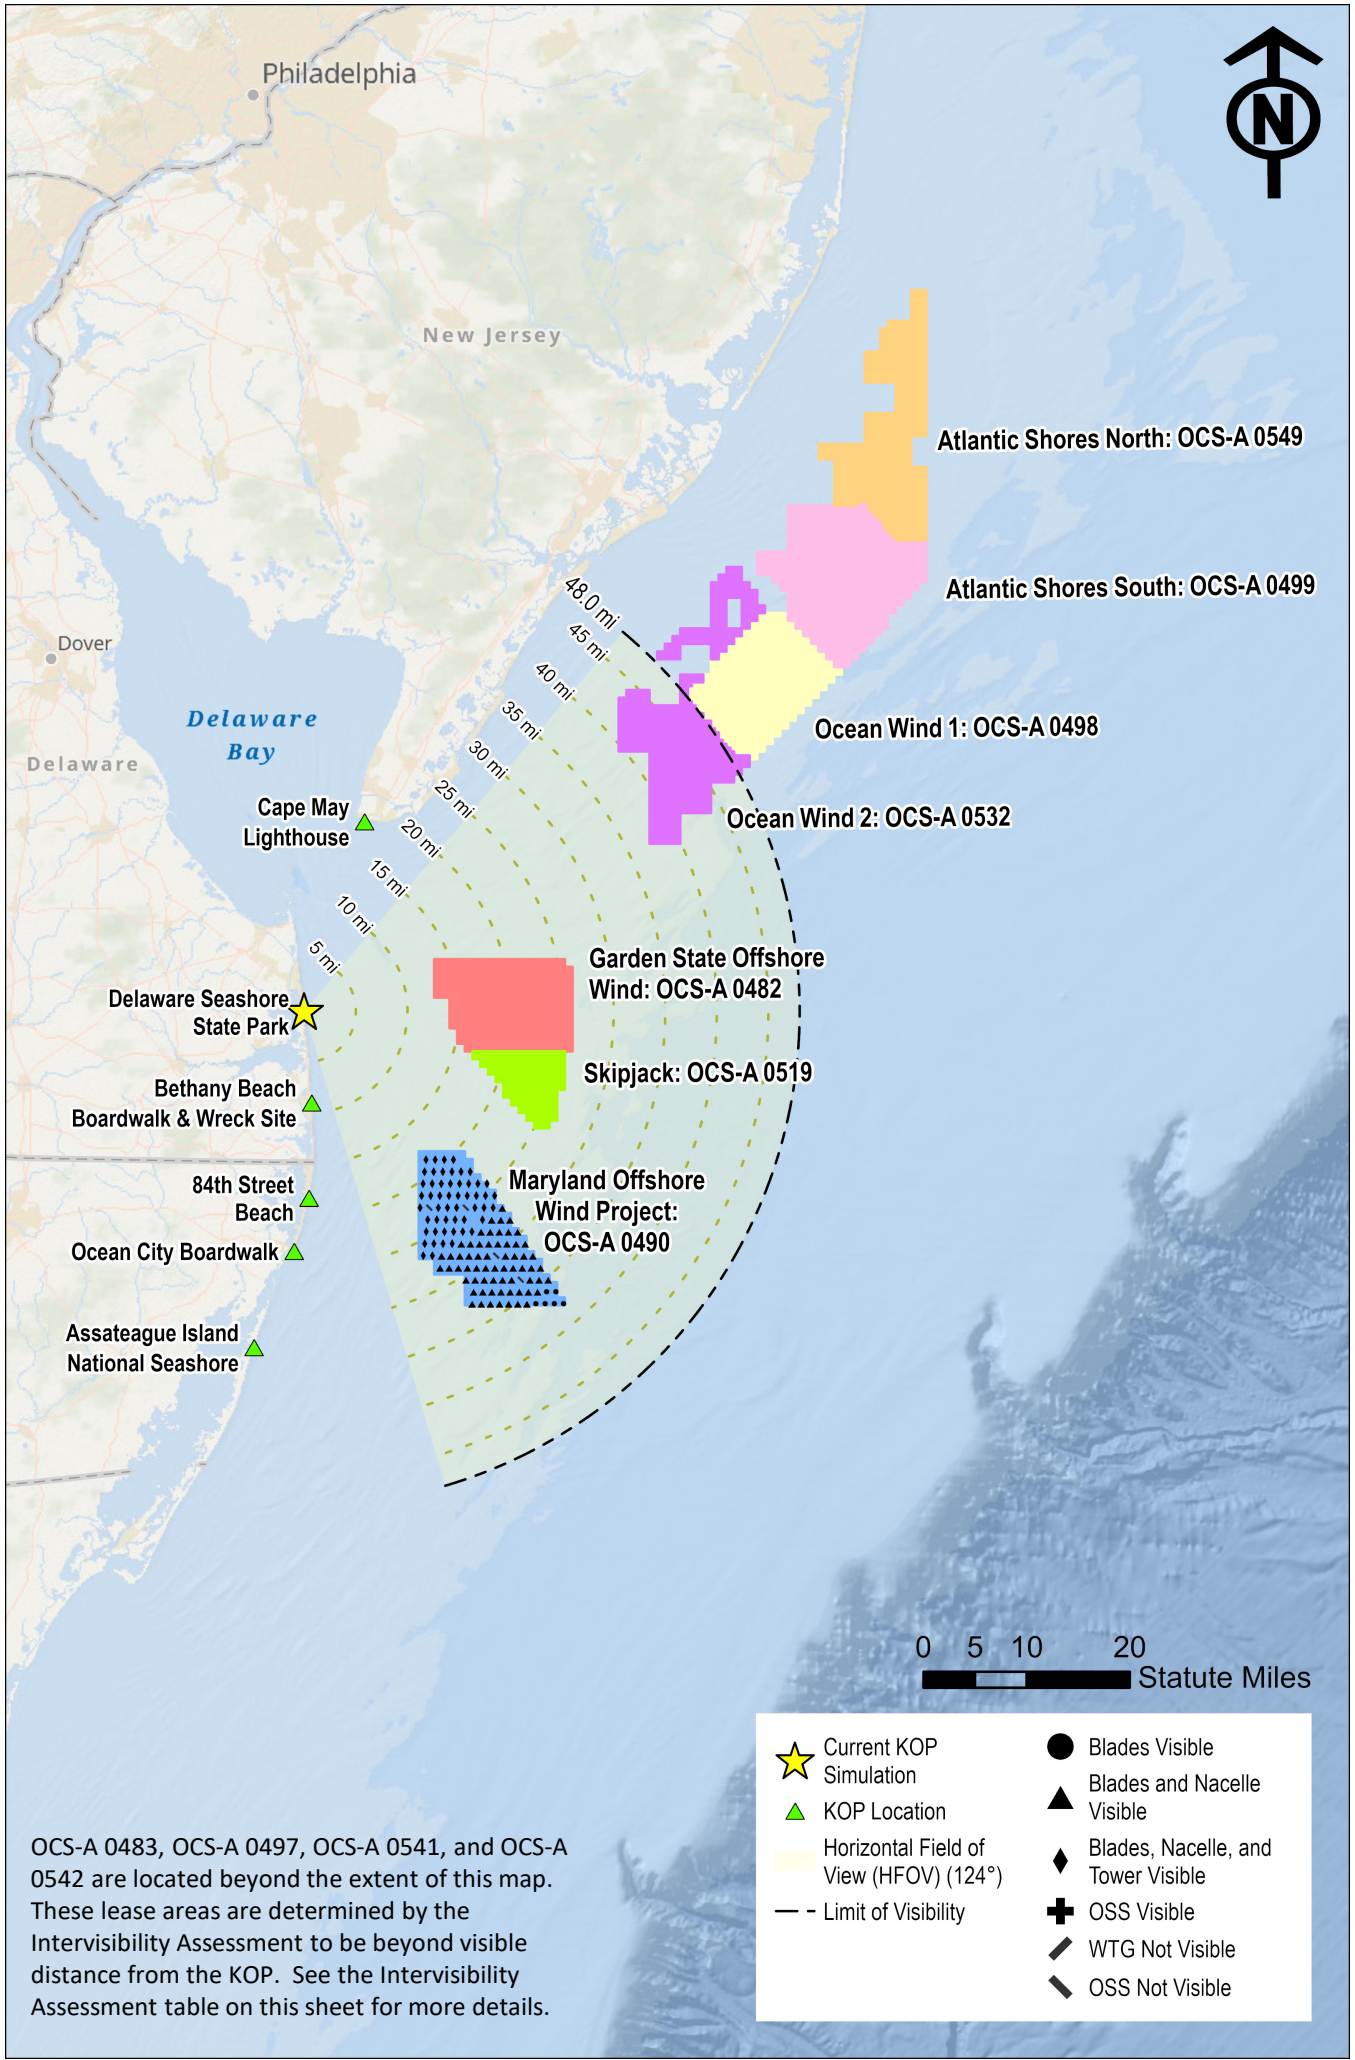 Philadelphia
N
New Jersey
Atlantic Shores North: OCS-A 0549
Atlantic Shores South: OCS-A 0499
48.0 mi
45 mi
40 mi
35 mi
30 mi
25 mi
20 mi
15 mi
10 mi
5 mi
Dover
Delaware
Bay
Delaware
Ocean Wind 1: OCS-A 0498
Cape May
Lighthouse
Ocean Wind 2: OCS-A 0532
Garden State Offshore
Wind: OCS-A 0482
Delaware Seashore
State Park
Skipjack: OCS-A 0519
Bethany Beach
Boardwalk & Wreck Site
Maryland Offshore
Wind Project:
OCS-A 0490
84th Street
Beach
Ocean City Boardwalk
Assateague Island
National Seashore
0 5 10 20
Statute Miles
Current KOP
Simulation
KOP Location
Horizontal Field of
View (HFOV) (124°)
Limit of Visibility
Blades Visible
Blades and Nacelle
Visible
Blades, Nacelle, and
Tower Visible
OSS Visible
WTG Not Visible
OSS Not Visible
OCS-A 0483, OCS-A 0497, OCS-A 0541, and OCS-A
0542 are located beyond the extent of this map.
These lease areas are determined by the
Intervisibility Assessment to be beyond visible
distance from the KOP.  See the Intervisibility
Assessment table on this sheet for more details.